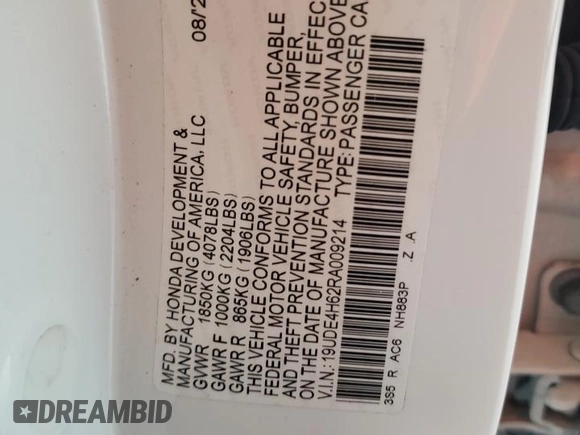 MFD. BY HONDA DEVELOPMENT & 08/2
MANUFACTURING OF AMERICA, LLC
GVWR 1850KG (4078LBS)
GAWR F 1000KG (2204LBS)
GAWR R 865KG (1906LBS)
THIS VEHICLE CONFORMS TO ALL APPLICABLE
FEDERAL MOTOR VEHICLE SAFETY, BUMPER,
AND THEFT PREVENTION STANDARDS IN EFFEC
ON THE DATE OF MANUFACTURE SHOWN ABOVE
V.I.N.: 19UDE4H62RA009214 TYPE: PASSENGER CA
3S5 R AC6 NH883P .Z .A
DREAMBID